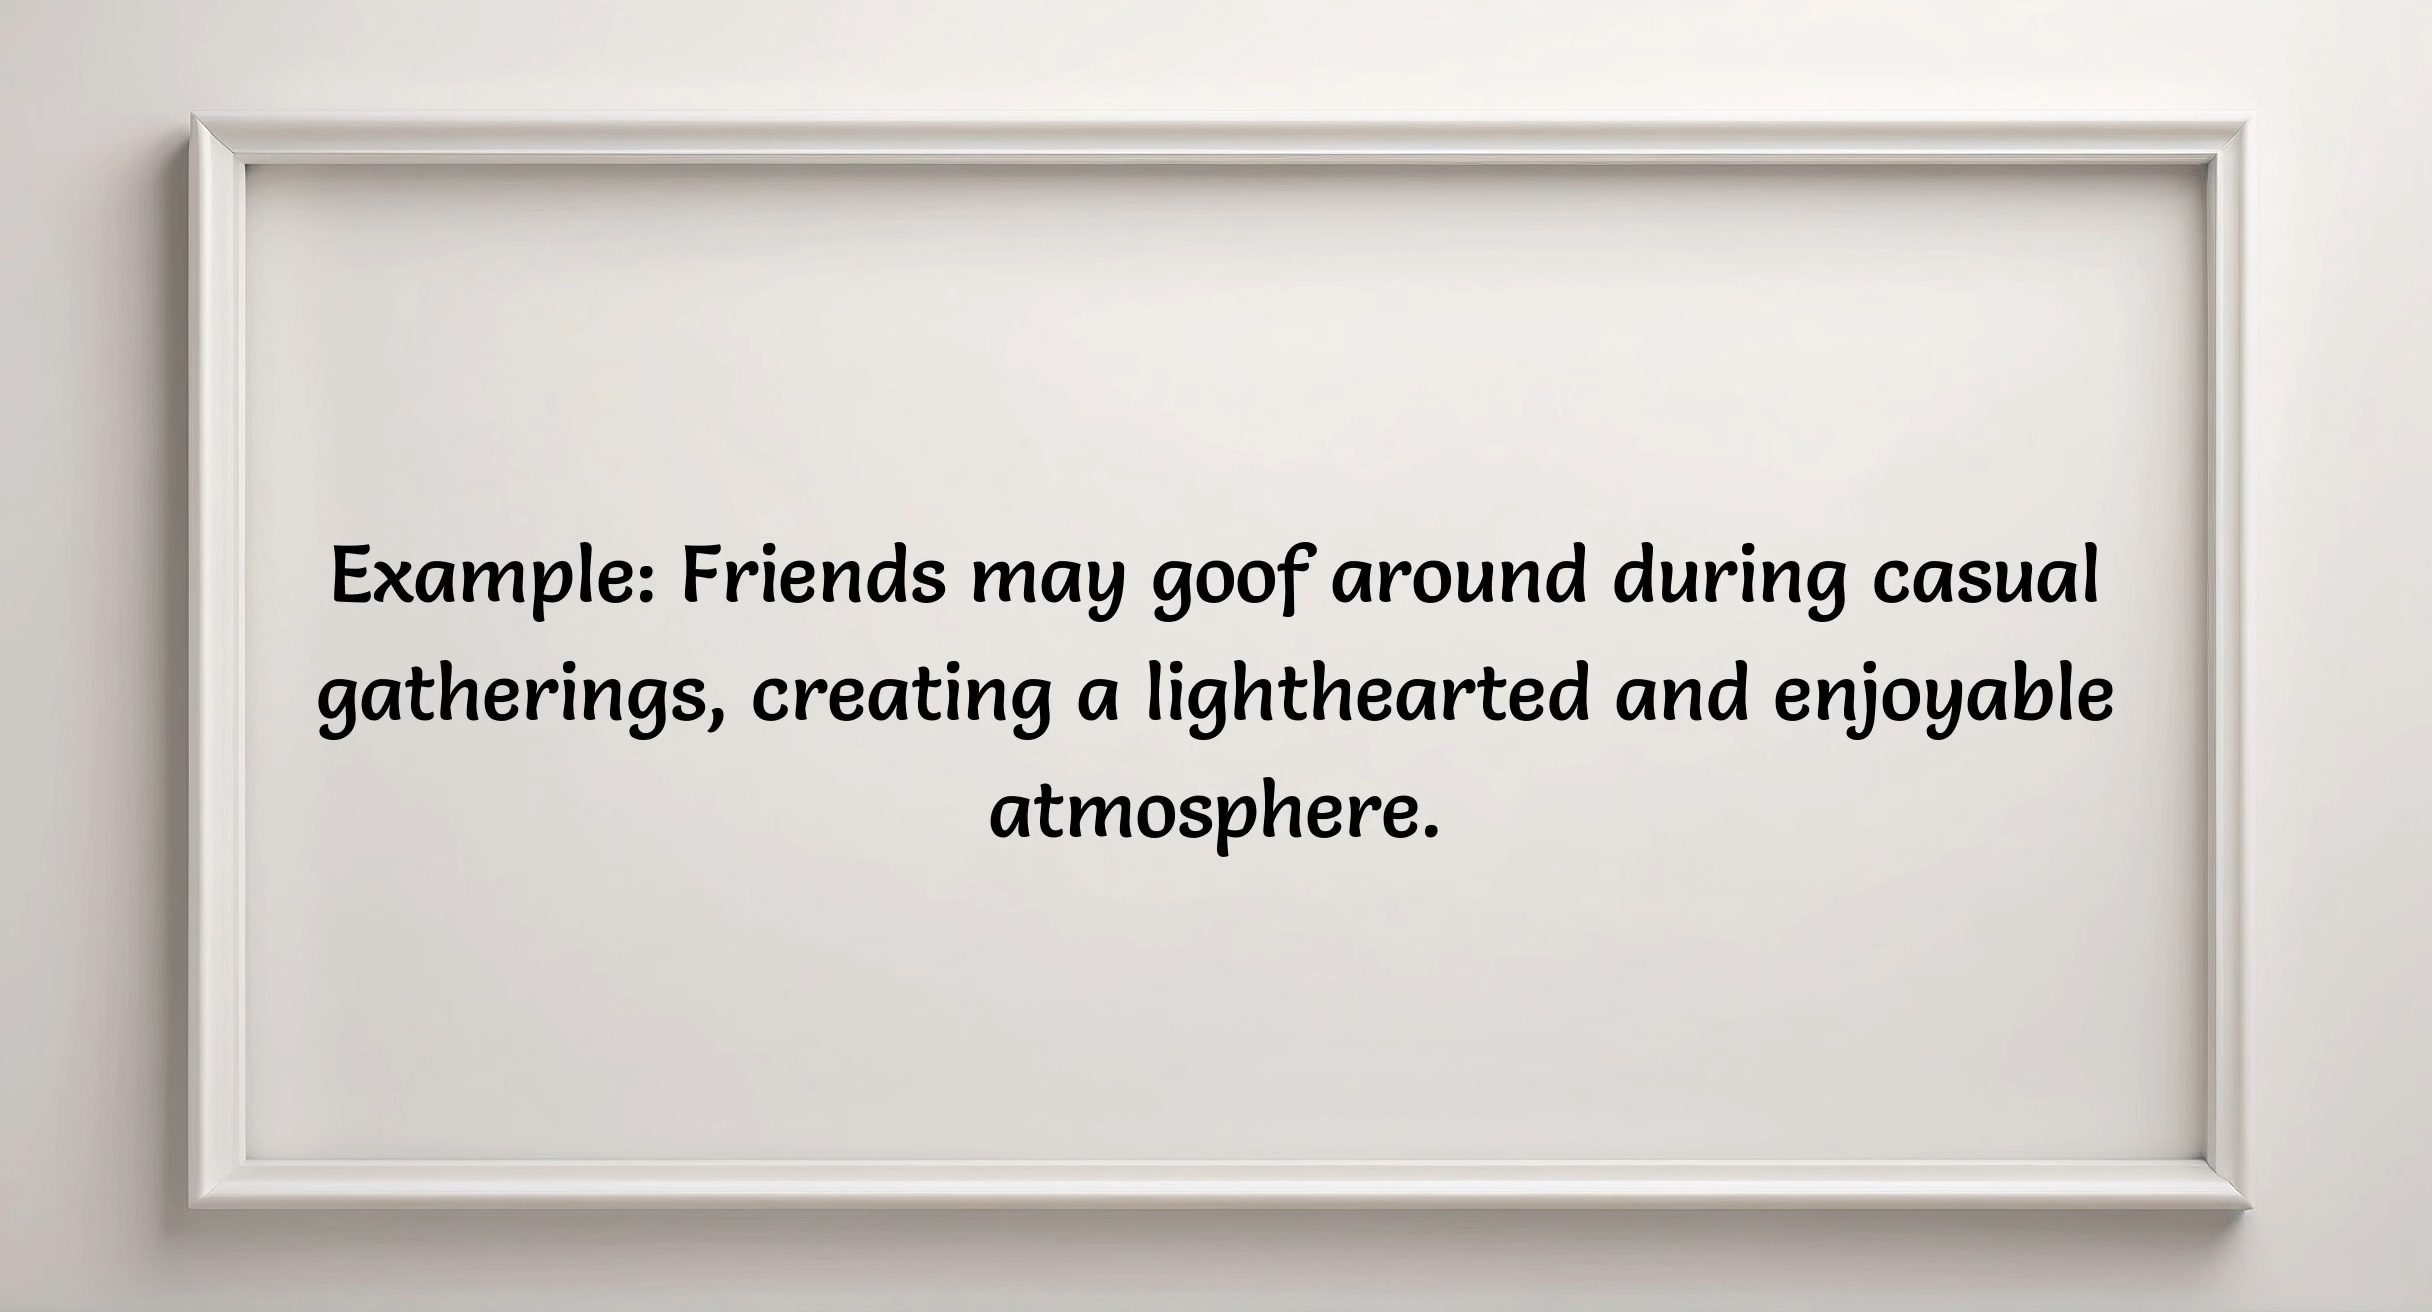 Example: Friends may goof around during casual
gatherings, creating a lighthearted and enjoyable
atmosphere.